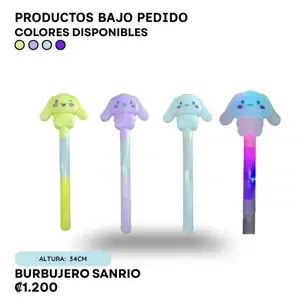 PRODUCTOS BAJO PEDIDO
COLORES DISPONIBLES
ALTURA: 34CM
BURBUJERO SANRIO
₡1.200